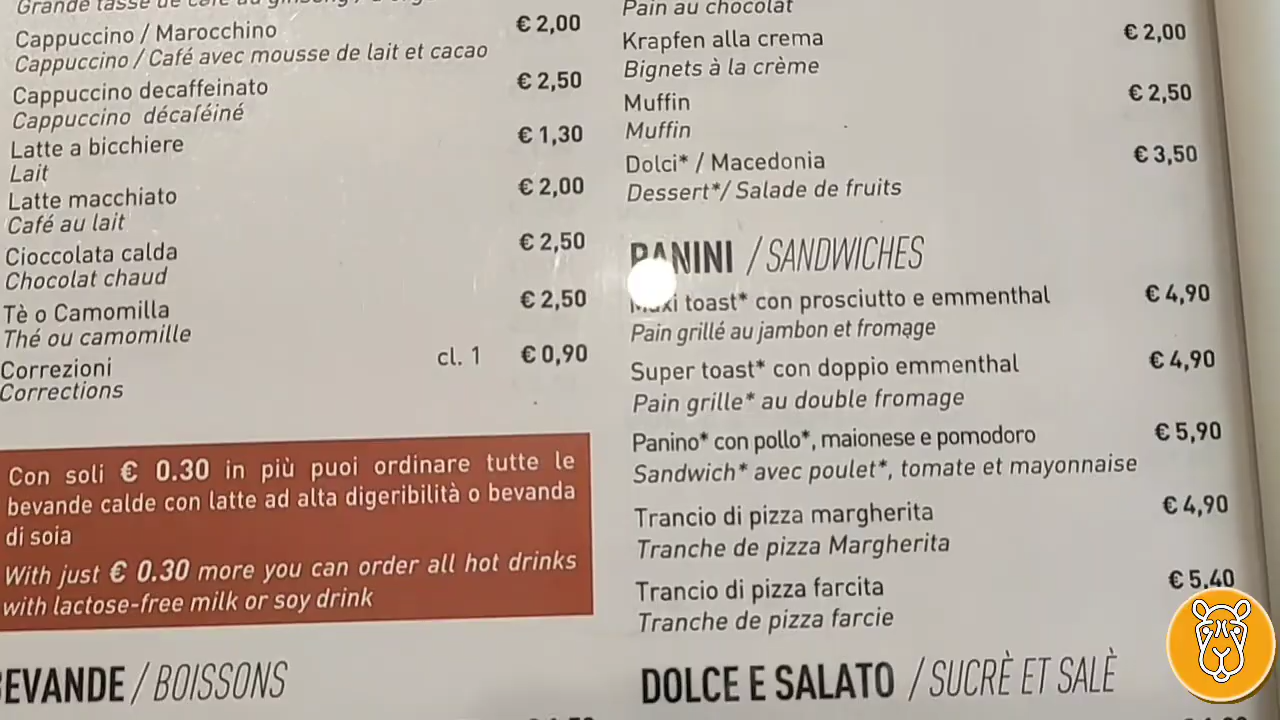 Grande tasse de café au ginseng / d'orge
Cappuccino / Marocchino € 2,00
Cappuccino / Café avec mousse de lait et cacao
Cappuccino decaffeinato € 2,50
Cappuccino décaféiné
Latte a bicchiere € 1,30
Lait
Latte macchiato € 2,00
Café au lait
Cioccolata calda € 2,50
Chocolat chaud
Tè o Camomilla € 2,50
Thé ou camomille
Correzioni cl. 1 € 0,90
Corrections
Con soli € 0.30 in più puoi ordinare tutte le
bevande calde con latte ad alta digeribilità o bevanda
di soia
With just € 0.30 more you can order all hot drinks
with lactose-free milk or soy drink
BEVANDE / BOISSONS
Pain au chocolat
Krapfen alla crema € 2,00
Bignets à la crème
Muffin € 2,50
Muffin
Dolci* / Macedonia € 3,50
Dessert*/ Salade de fruits
PANINI / SANDWICHES
Maxi toast* con prosciutto e emmenthal € 4,90
Pain grillé au jambon et fromage
Super toast* con doppio emmenthal € 4,90
Pain grille* au double fromage
Panino* con pollo*, maionese e pomodoro € 5,90
Sandwich* avec poulet*, tomate et mayonnaise
Trancio di pizza margherita € 4,90
Tranche de pizza Margherita
Trancio di pizza farcita € 5,40
Tranche de pizza farcie
DOLCE E SALATO / SUCRÈ ET SALÈ